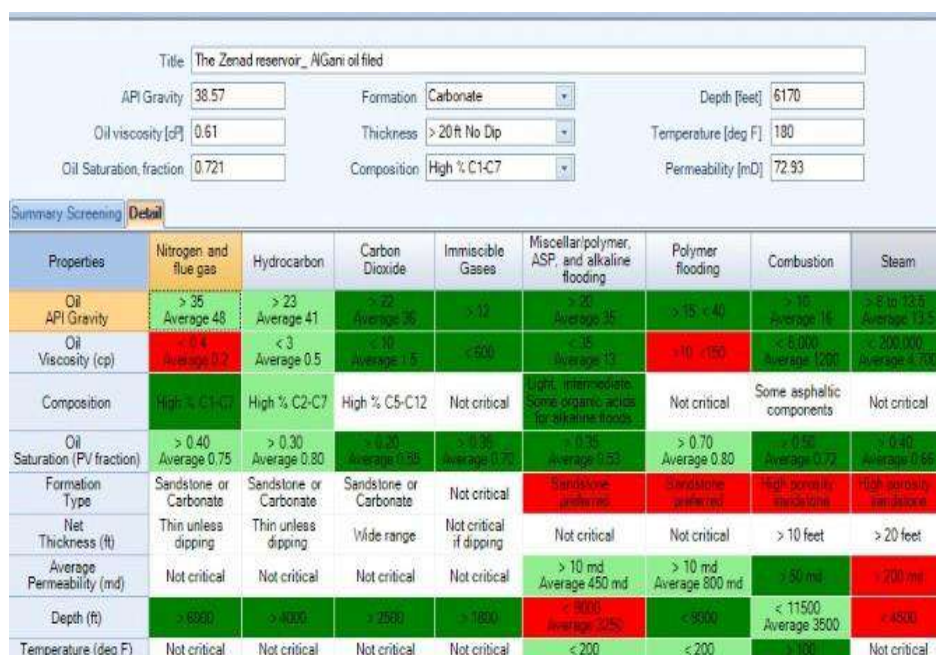 Title The Zenad reservoir_ AlGani oil filed
API Gravity 38.57 Formation Carbonate Depth [feet] 6170
Oil viscosity [cP] 0.61 Thickness > 20 ft No Dip Temperature [deg F] 180
Oil Saturation, fraction 0.721 Composition High % C1-C7 Permeability [mD] 72.93
Summary Screening Detail
Properties Nitrogen and flue gas Hydrocarbon Carbon Dioxide Immiscible Gases Miscellar/polymer, ASP, and alkaline flooding Polymer flooding Combustion Steam
Oil API Gravity > 35 Average 48 > 23 Average 41 > 22 Average 36 > 12 > 20 Average 35 > 15 < 40 > 10 Average 16 > 8 to 13.5 Average 13.5
Oil Viscosity (cp) < 0.4 Average 0.2 < 3 Average 0.5 < 10 Average 1.5 < 600 < 35 Average 13 >10 <150 Average 1200 < 200,000
Composition High % C1-C7 High % C2-C7 High % C5-C12 Not critical Light, intermediate. Some organic acids for alkaline floods Not critical Some asphaltic components Not critical
Oil Saturation (PV fraction) > 0.40 Average 0.75 > 0.30 Average 0.80 > 0.20 Average 0.55 > 0.35 Average 0.70 > 0.35 Average 0.53 > 0.70 Average 0.80 > 0.50 Average 0.72 > 0.40 Average 0.66
Formation Type Sandstone or Carbonate Sandstone or Carbonate Sandstone or Carbonate Not critical Sandstone preferred Sandstone preferred High porosity sandstone High porosity sandstone
Net Thickness (ft) Thin unless dipping Thin unless dipping Wide range Not critical if dipping Not critical Not critical > 10 feet > 20 feet
Average Permeability (md) Not critical Not critical Not critical Not critical > 10 md Average 450 md > 10 md Average 800 md > 50 md > 200 md
Depth (ft) > 6000 > 4000 > 2500 > 1800 < 9000 Average 3250 < 9000 < 11500 Average 3500 < 4500
Temperature (deg F) Not critical Not critical Not critical Not critical < 200 < 200 > 100 Not critical